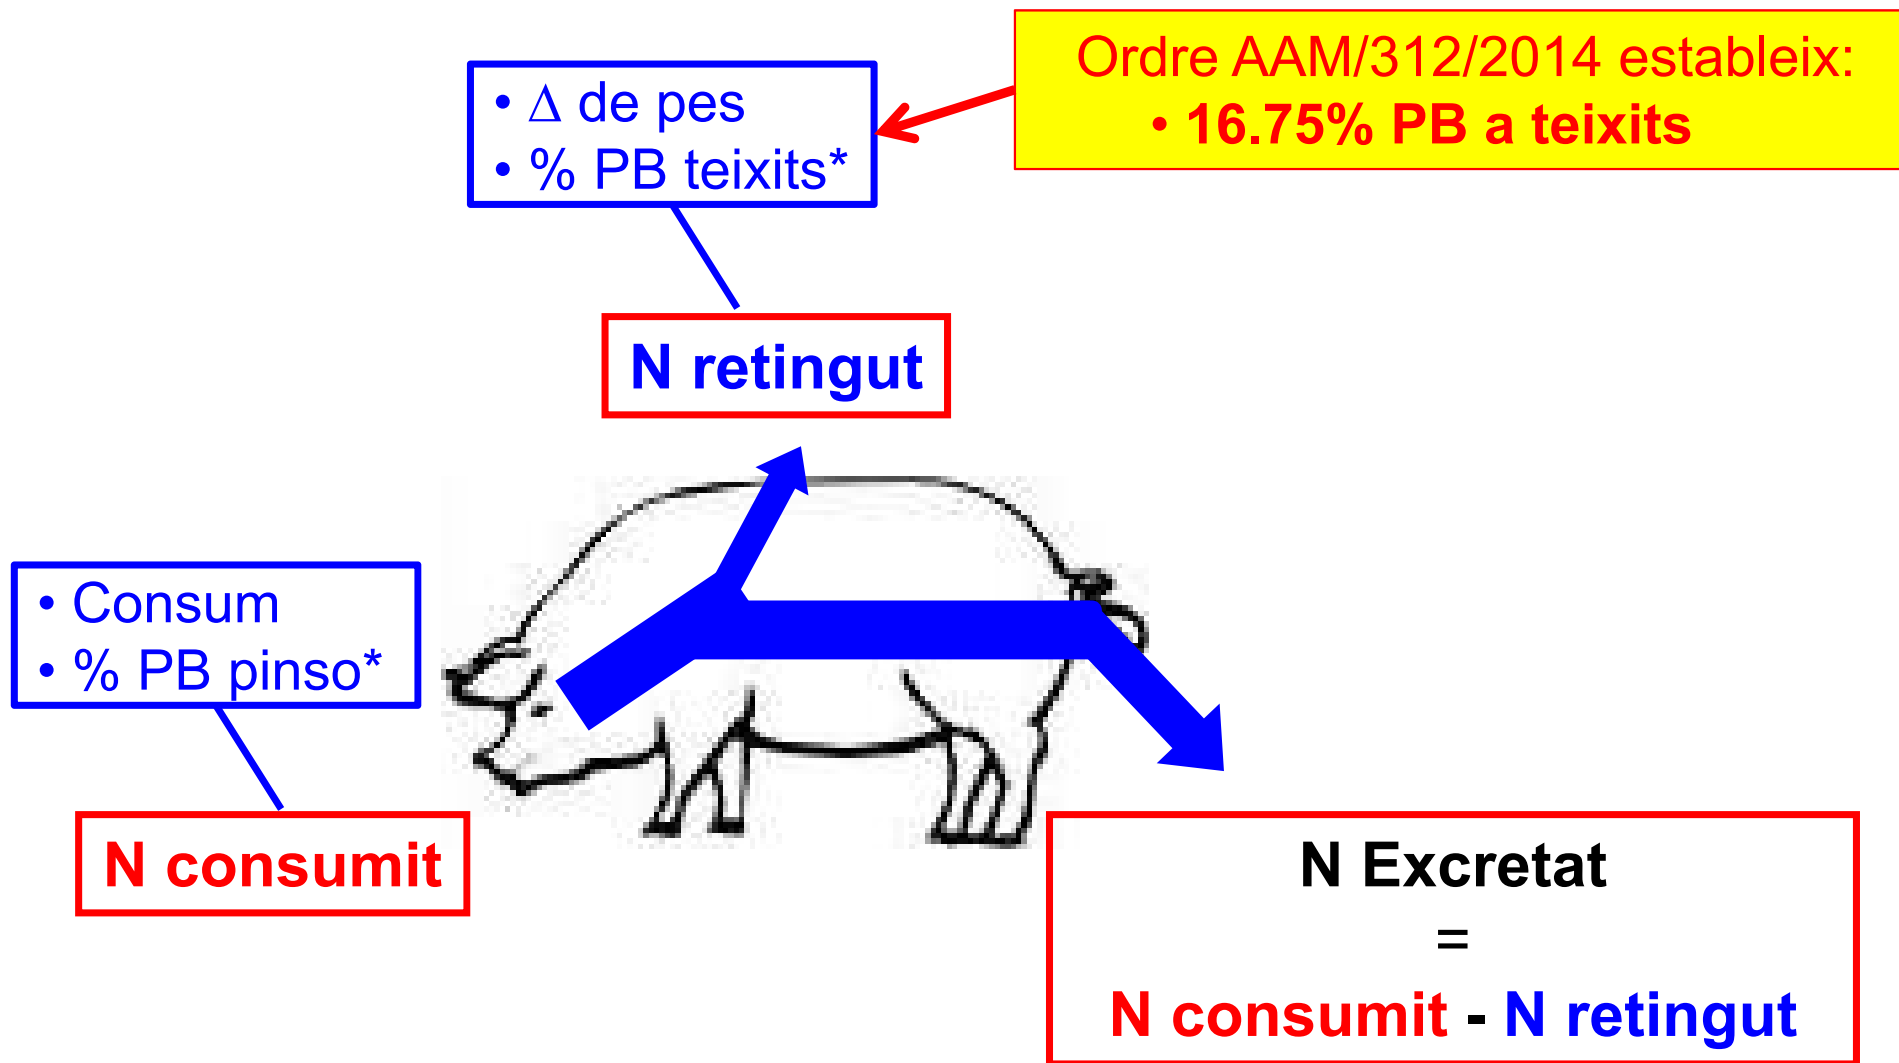 Ordre AAM/312/2014 estableix:
• 16.75% PB a teixits
• Δ de pes
• % PB teixits*
N retingut
• Consum
• % PB pinso*
N consumit
N Excretat
=
N consumit - N retingut